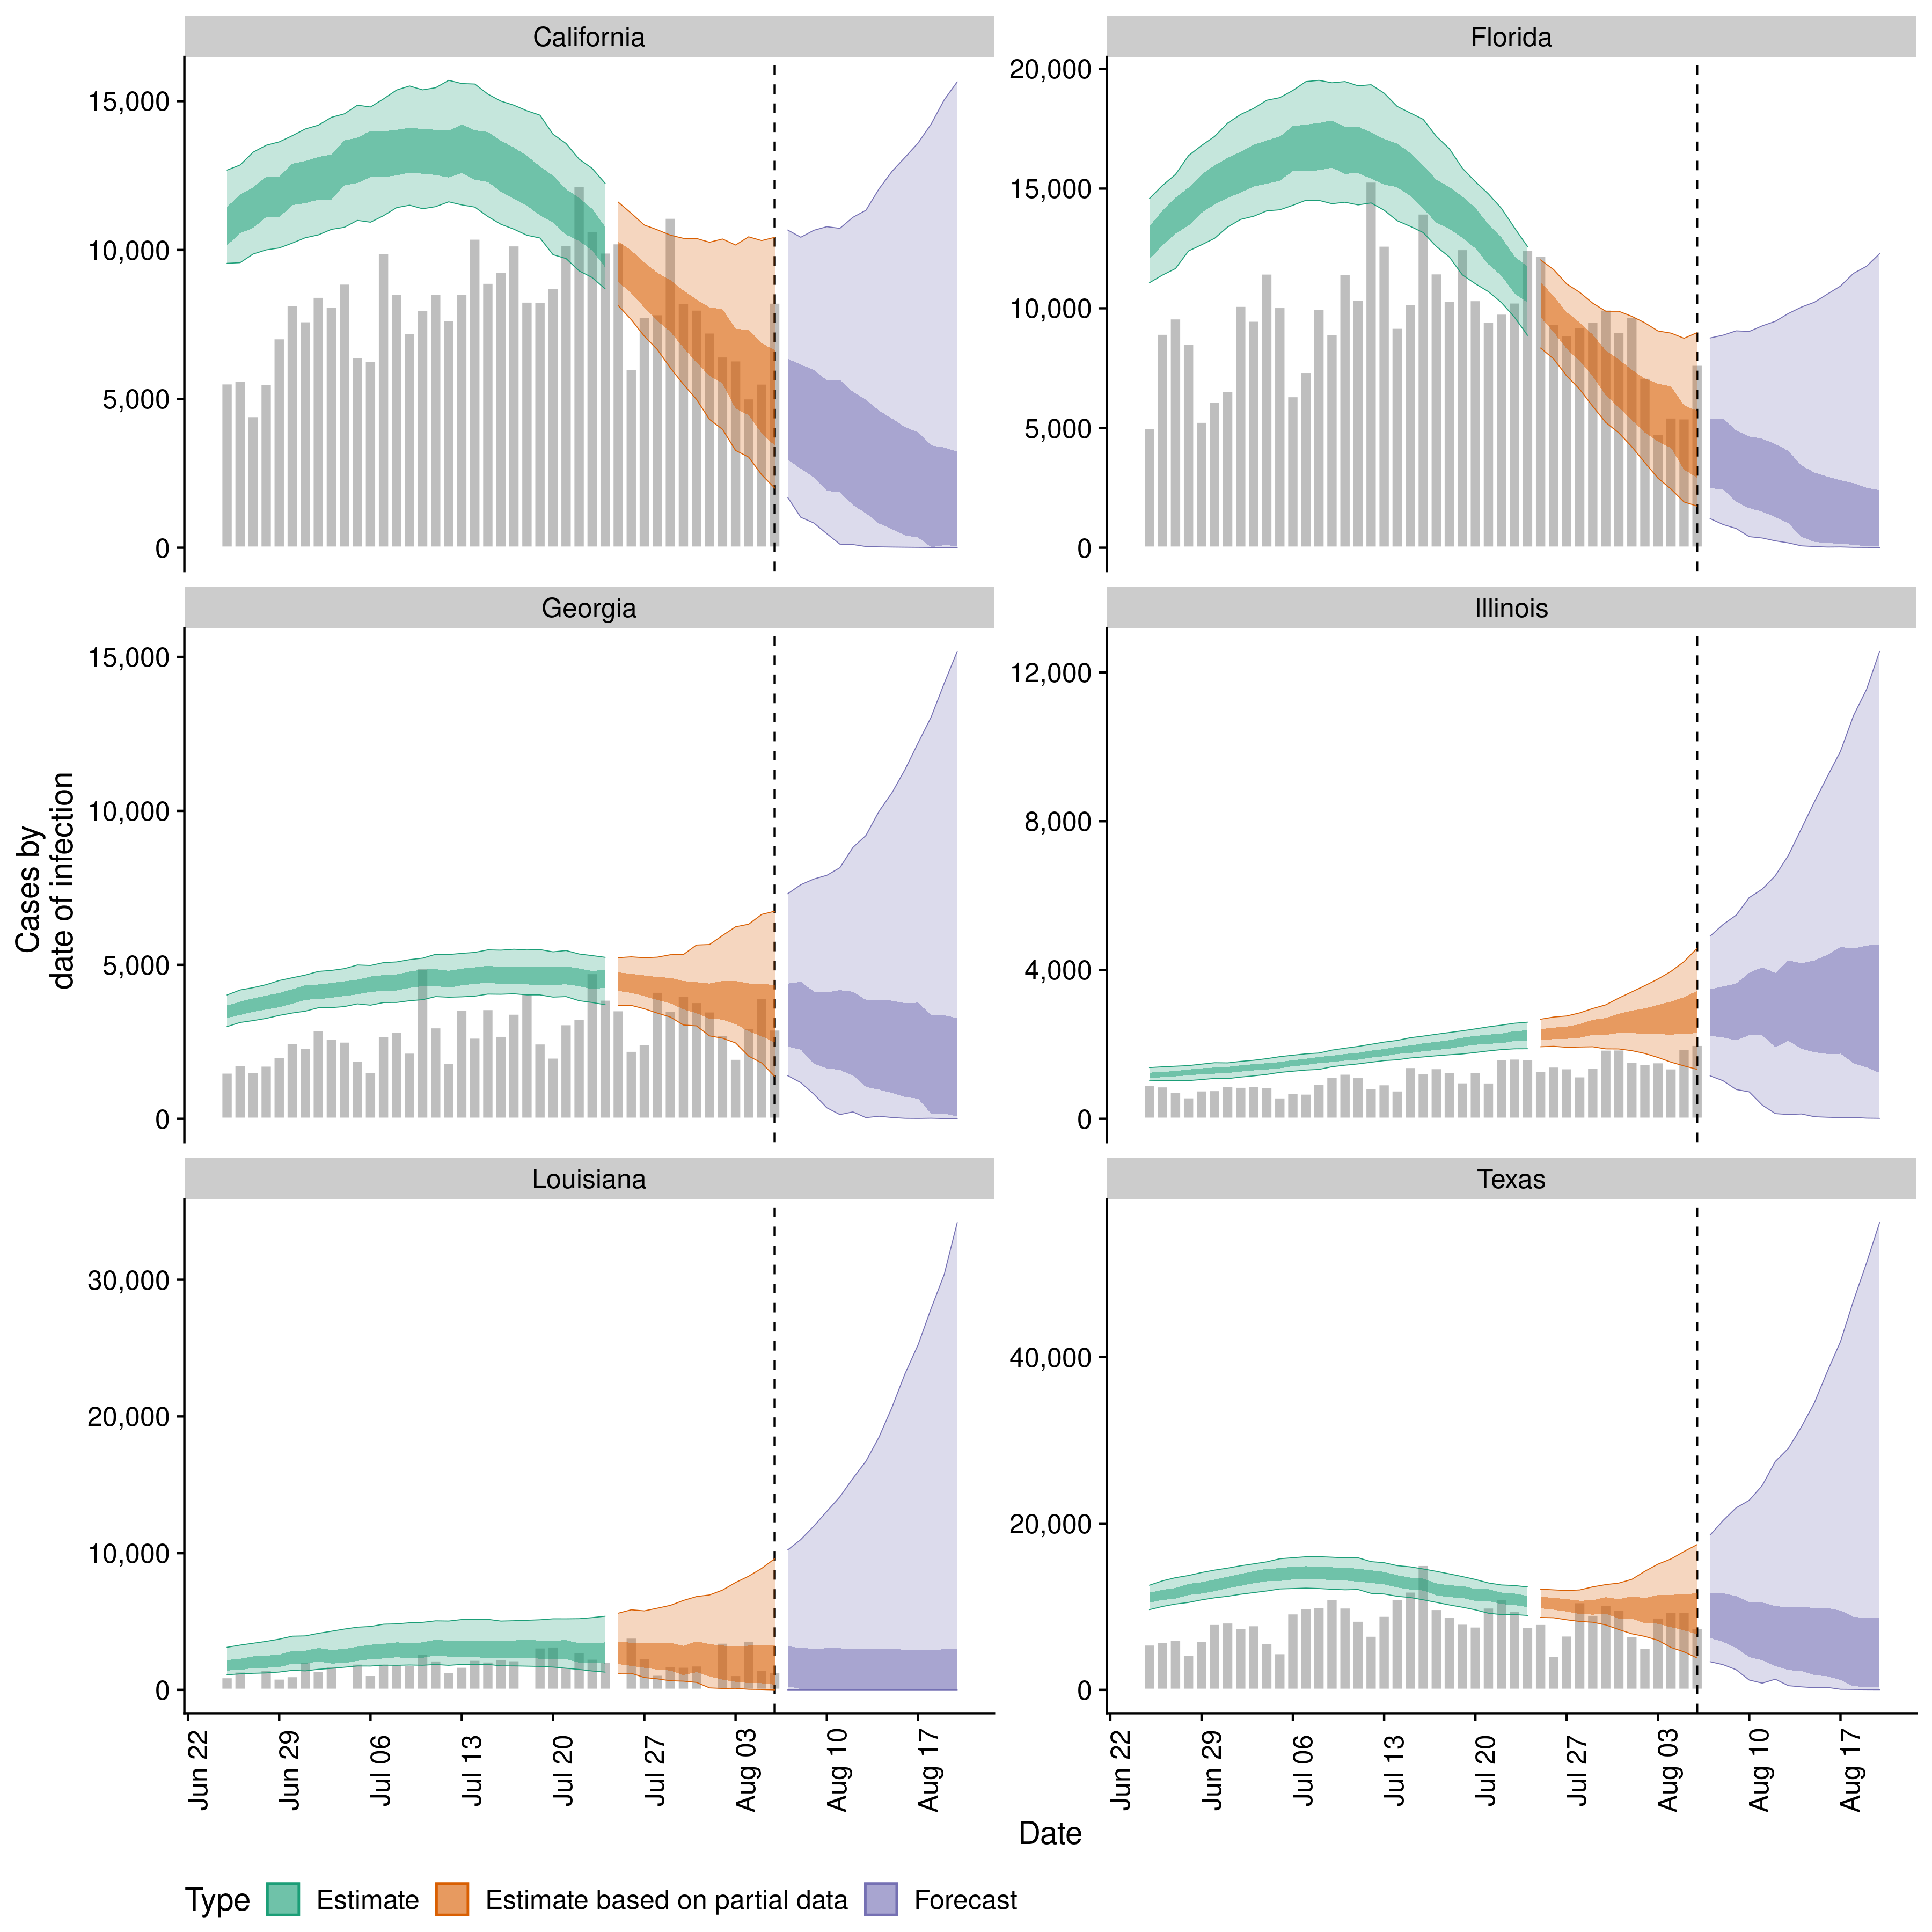 California
Florida
15,000
10,000
5,000
0
20,000
15,000
10,000
5,000
0
Georgia
Illinois
15,000
10,000
5,000
0
12,000
8,000
4,000
0
Louisiana
Texas
30,000
20,000
10,000
0
40,000
20,000
0
Cases by
date of infection
Jun 22
Jun 29
Jul 06
Jul 13
Jul 20
Jul 27
Aug 03
Aug 10
Aug 17
Jun 22
Jun 29
Jul 06
Jul 13
Jul 20
Jul 27
Aug 03
Aug 10
Aug 17
Date
Type Estimate Estimate based on partial data Forecast